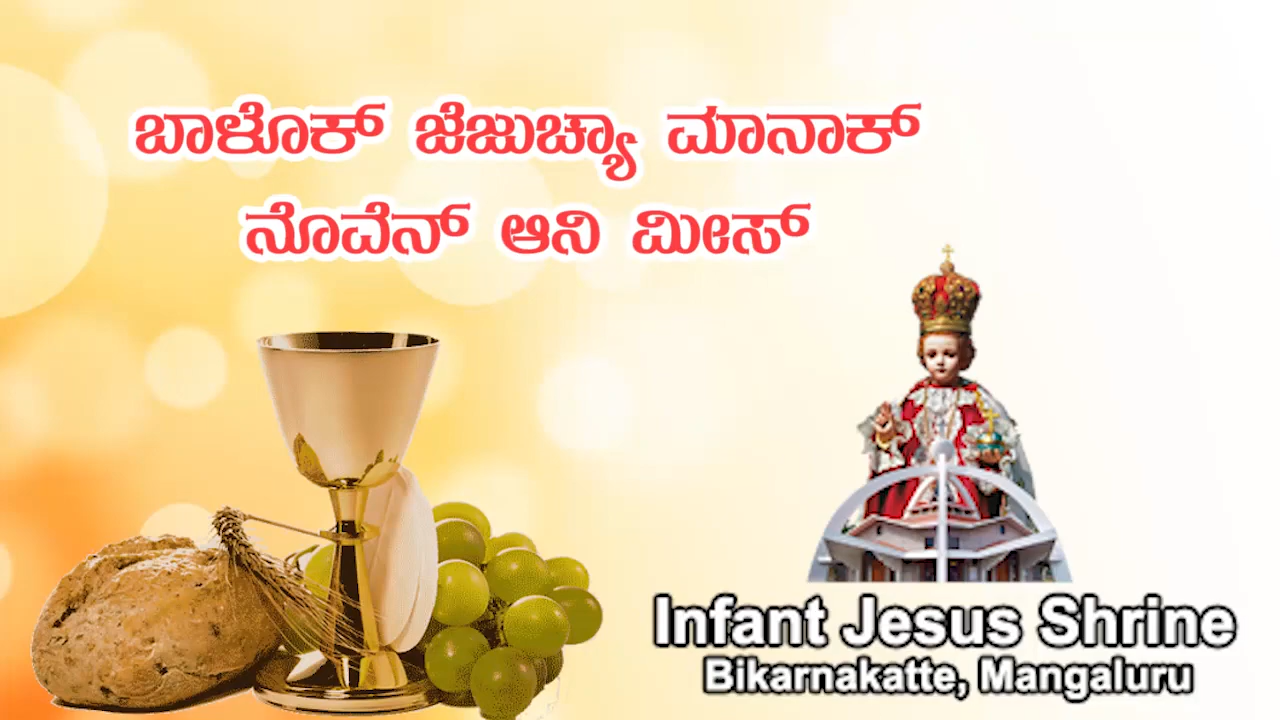 ಬಾಳೊಕ್ ಜೆಜುಚ್ಯಾ ಮಾನಾಕ್
ನೊವೆನ್ ಆನಿ ಮೀಸ್
Infant Jesus Shrine
Bikarnakatte, Mangaluru